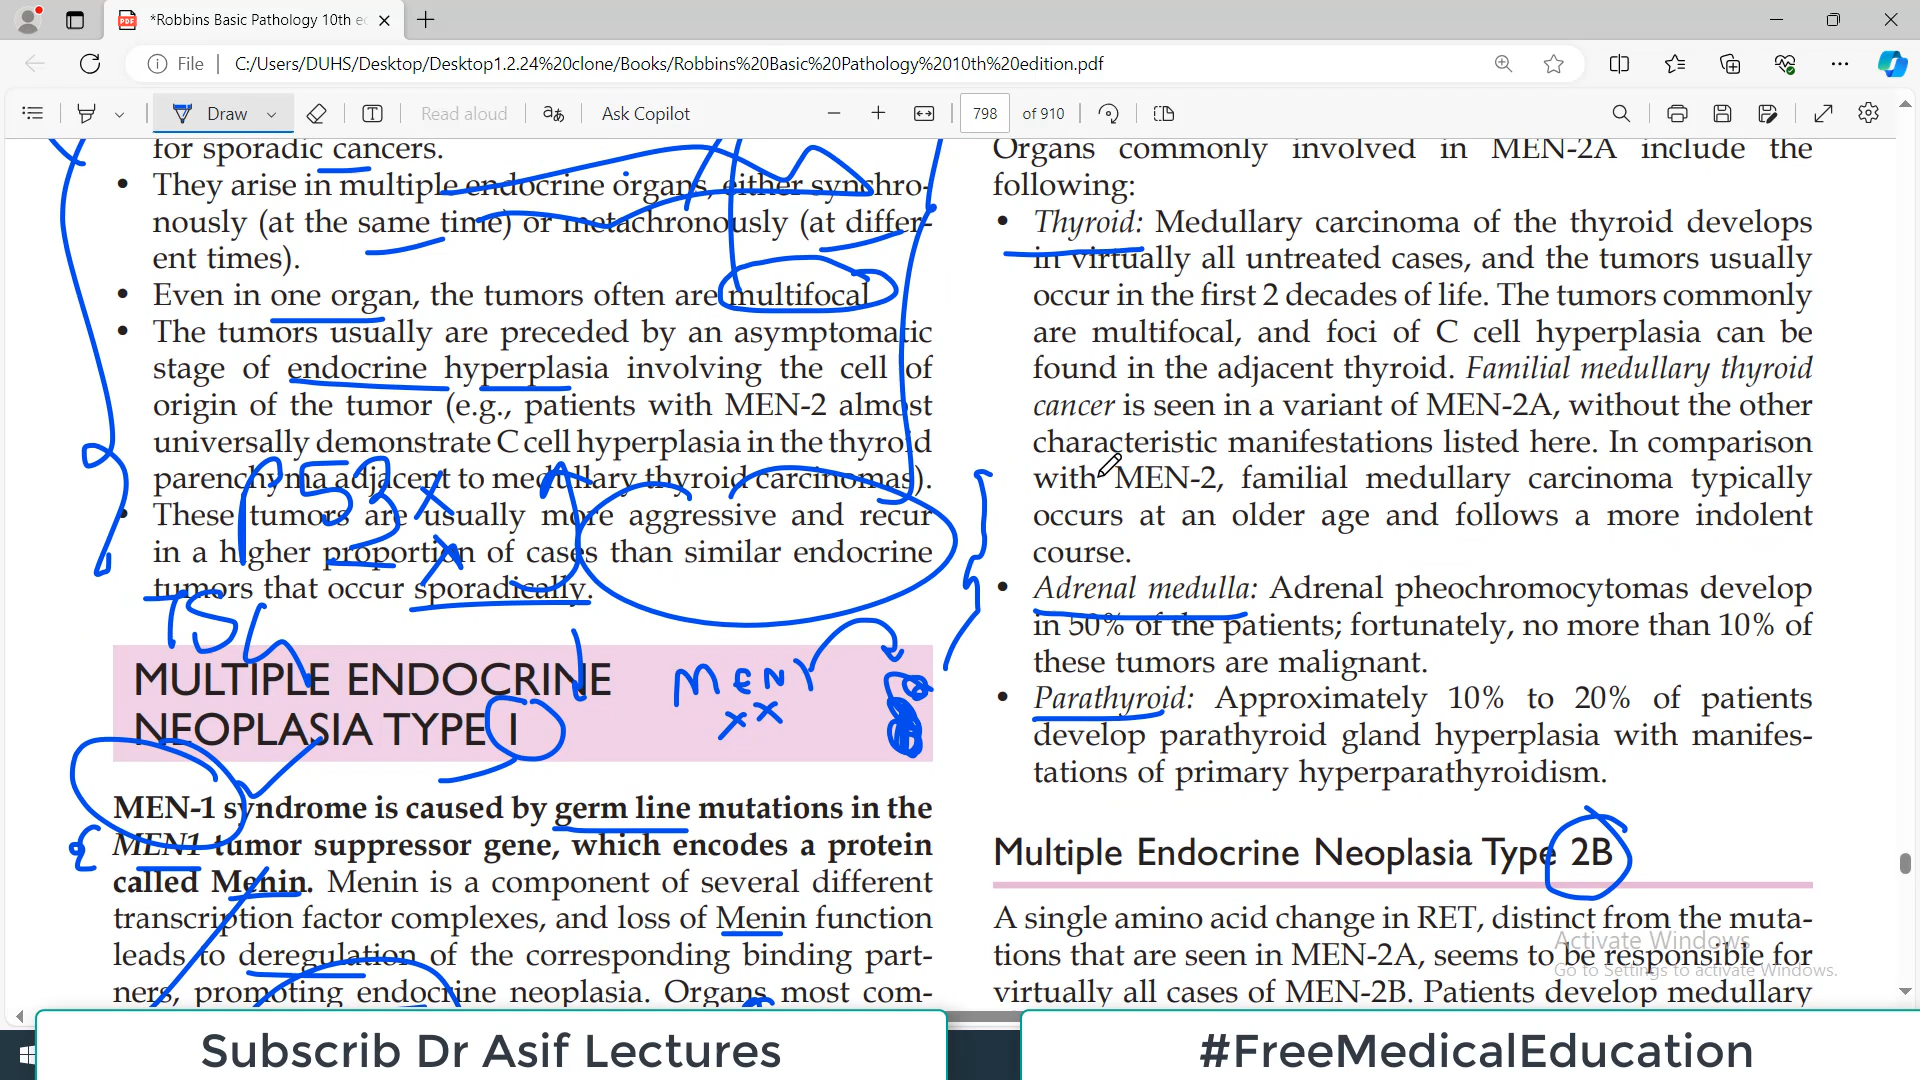 *Robbins Basic Pathology 10th e
File
C:/Users/DUHS/Desktop/Desktop1.2.24%20clone/Books/Robbins%20Basic%20Pathology%2010th%20edition.pdf
Draw
Read aloud
Ask Copilot
798 of 910
for sporadic cancers.
• They arise in multiple endocrine organs, either synchro-
nously (at the same time) or metachronously (at differ-
ent times).
• Even in one organ, the tumors often are multifocal
• The tumors usually are preceded by an asymptomatic
stage of endocrine hyperplasia involving the cell of
origin of the tumor (e.g., patients with MEN-2 almost
universally demonstrate C cell hyperplasia in the thyroid
parenchyma adjacent to medullary thyroid carcinomas).
• These tumors are usually more aggressive and recur
in a higher proportion of cases than similar endocrine
tumors that occur sporadically.
P53 x
x
TSG
MULTIPLE ENDOCRINE
NEOPLASIA TYPE 1
MEN1
x x
MEN-1 syndrome is caused by germ line mutations in the
MEN1 tumor suppressor gene, which encodes a protein
called Menin. Menin is a component of several different
transcription factor complexes, and loss of Menin function
leads to deregulation of the corresponding binding part-
ners, promoting endocrine neoplasia. Organs most com-
Organs commonly involved in MEN-2A include the
following:
• Thyroid: Medullary carcinoma of the thyroid develops
in virtually all untreated cases, and the tumors usually
occur in the first 2 decades of life. The tumors commonly
are multifocal, and foci of C cell hyperplasia can be
found in the adjacent thyroid. Familial medullary thyroid
cancer is seen in a variant of MEN-2A, without the other
characteristic manifestations listed here. In comparison
with MEN-2, familial medullary carcinoma typically
occurs at an older age and follows a more indolent
course.
• Adrenal medulla: Adrenal pheochromocytomas develop
in 50% of the patients; fortunately, no more than 10% of
these tumors are malignant.
• Parathyroid: Approximately 10% to 20% of patients
develop parathyroid gland hyperplasia with manifes-
tations of primary hyperparathyroidism.
Multiple Endocrine Neoplasia Type 2B
A single amino acid change in RET, distinct from the muta-
tions that are seen in MEN-2A, seems to be responsible for
virtually all cases of MEN-2B. Patients develop medullary
Activate Windows
Go to Settings to activate Windows.
Subscrib Dr Asif Lectures
#FreeMedicalEducation